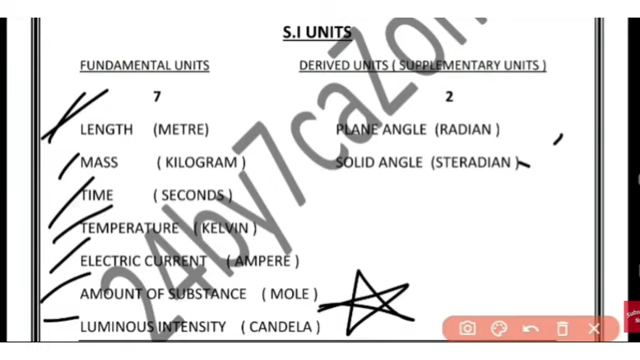 S.I UNITS
FUNDAMENTAL UNITS DERIVED UNITS ( SUPPLEMENTARY UNITS )
7 2
LENGTH (METRE) PLANE ANGLE (RADIAN )
MASS ( KILOGRAM ) SOLID ANGLE (STERADIAN )
TIME ( SECONDS )
TEMPERATURE ( KELVIN )
ELECTRIC CURRENT ( AMPERE )
AMOUNT OF SUBSTANCE ( MOLE )
LUMINOUS INTENSITY ( CANDELA )
24by7caZon